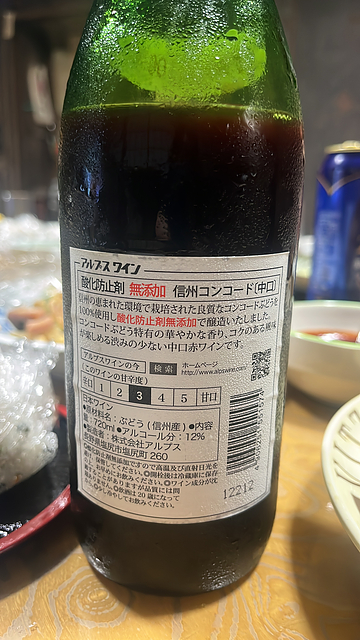 アルプス ワイン
酸化防止剤 無添加 信州コンコード〔中口〕
信州の恵まれた環境で栽培された良質なコンコードぶどうを
100%使用し酸化防止剤無添加で醸造いたしました。
コンコードぶどう特有の華やかな香り、コクのある風味
が楽しめる渋みの少ない中口赤ワインです。
アルプスワインの今 検索 ホームページ
http://www.alpswine.com
〈このワインの甘辛度〉
辛口 1 2 3 4 5 甘口
日本ワイン
●原材料名：ぶどう（信州産）●内容
量：720ml ●アルコール分：12%
製造者：株式会社アルプス
長野県塩尻市塩尻町260
12212